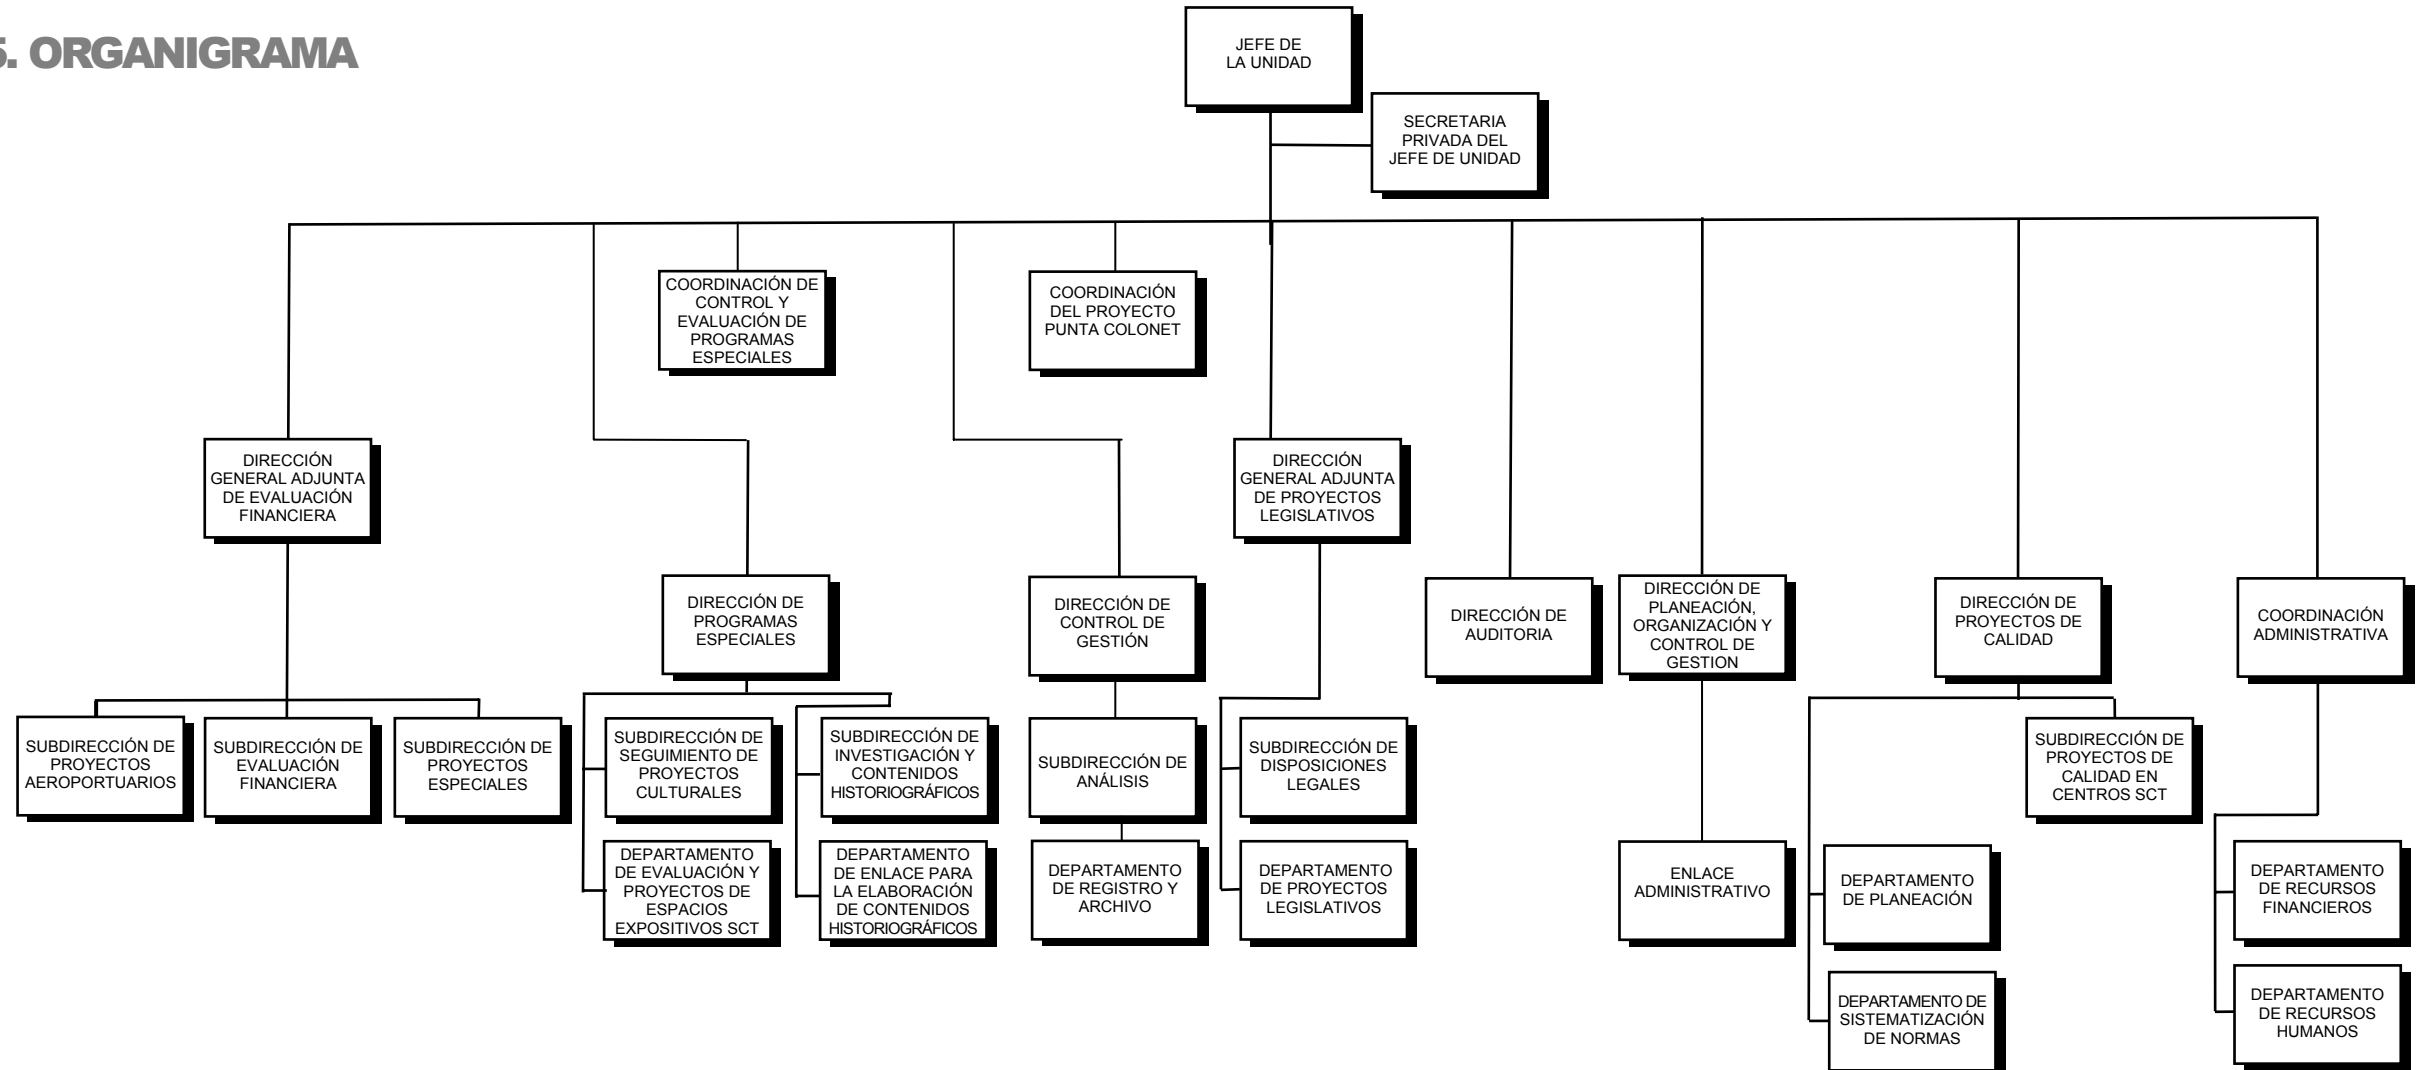 5. ORGANIGRAMA
JEFE DE
LA UNIDAD
SECRETARIA
PRIVADA DEL
JEFE DE UNIDAD
COORDINACIÓN DE
CONTROL Y
EVALUACIÓN DE
PROGRAMAS
ESPECIALES
COORDINACIÓN
DEL PROYECTO
PUNTA COLONET
DIRECCIÓN
GENERAL ADJUNTA
DE EVALUACIÓN
FINANCIERA
DIRECCIÓN
GENERAL ADJUNTA
DE PROYECTOS
LEGISLATIVOS
DIRECCIÓN DE
PROGRAMAS
ESPECIALES
DIRECCIÓN DE
CONTROL DE
GESTIÓN
DIRECCIÓN DE
AUDITORIA
DIRECCIÓN DE
PLANEACIÓN,
ORGANIZACIÓN Y
CONTROL DE
GESTION
DIRECCIÓN DE
PROYECTOS DE
CALIDAD
COORDINACIÓN
ADMINISTRATIVA
SUBDIRECCIÓN DE
PROYECTOS
AEROPORTUARIOS
SUBDIRECCIÓN DE
EVALUACIÓN
FINANCIERA
SUBDIRECCIÓN DE
PROYECTOS
ESPECIALES
SUBDIRECCIÓN DE
SEGUIMIENTO DE
PROYECTOS
CULTURALES
SUBDIRECCIÓN DE
INVESTIGACIÓN Y
CONTENIDOS
HISTORIOGRÁFICOS
SUBDIRECCIÓN DE
ANÁLISIS
SUBDIRECCIÓN DE
DISPOSICIONES
LEGALES
SUBDIRECCIÓN DE
PROYECTOS DE
CALIDAD EN
CENTROS SCT
DEPARTAMENTO
DE EVALUACIÓN Y
PROYECTOS DE
ESPACIOS
EXPOSITIVOS SCT
DEPARTAMENTO
DE ENLACE PARA
LA ELABORACIÓN
DE CONTENIDOS
HISTORIOGRÁFICOS
DEPARTAMENTO
DE REGISTRO Y
ARCHIVO
DEPARTAMENTO
DE PROYECTOS
LEGISLATIVOS
ENLACE
ADMINISTRATIVO
DEPARTAMENTO
DE PLANEACIÓN
DEPARTAMENTO
DE RECURSOS
FINANCIEROS
DEPARTAMENTO DE
SISTEMATIZACIÓN
DE NORMAS
DEPARTAMENTO
DE RECURSOS
HUMANOS